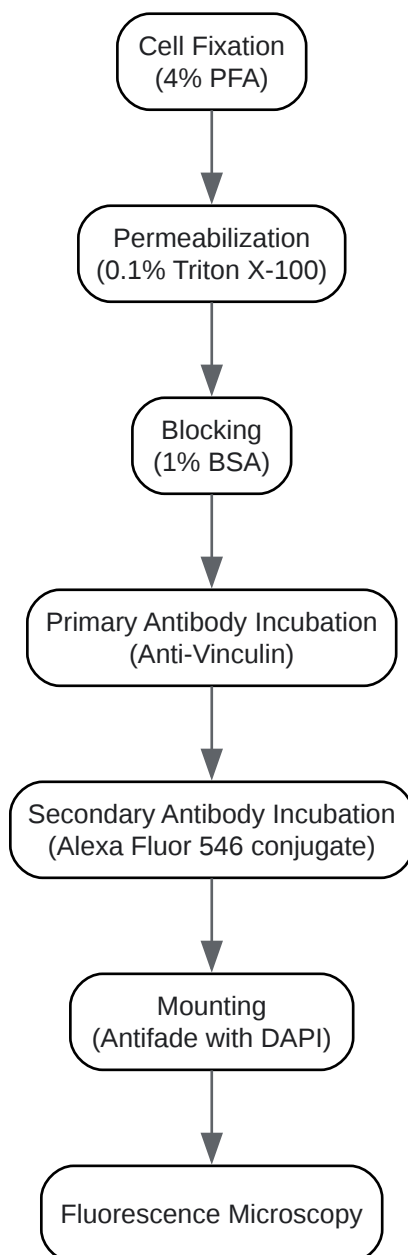 Cell Fixation
(4% PFA)
Permeabilization
(0.1% Triton X-100)
Blocking
(1% BSA)
Primary Antibody Incubation
(Anti-Vinculin)
Secondary Antibody Incubation
(Alexa Fluor 546 conjugate)
Mounting
(Antifade with DAPI)
Fluorescence Microscopy